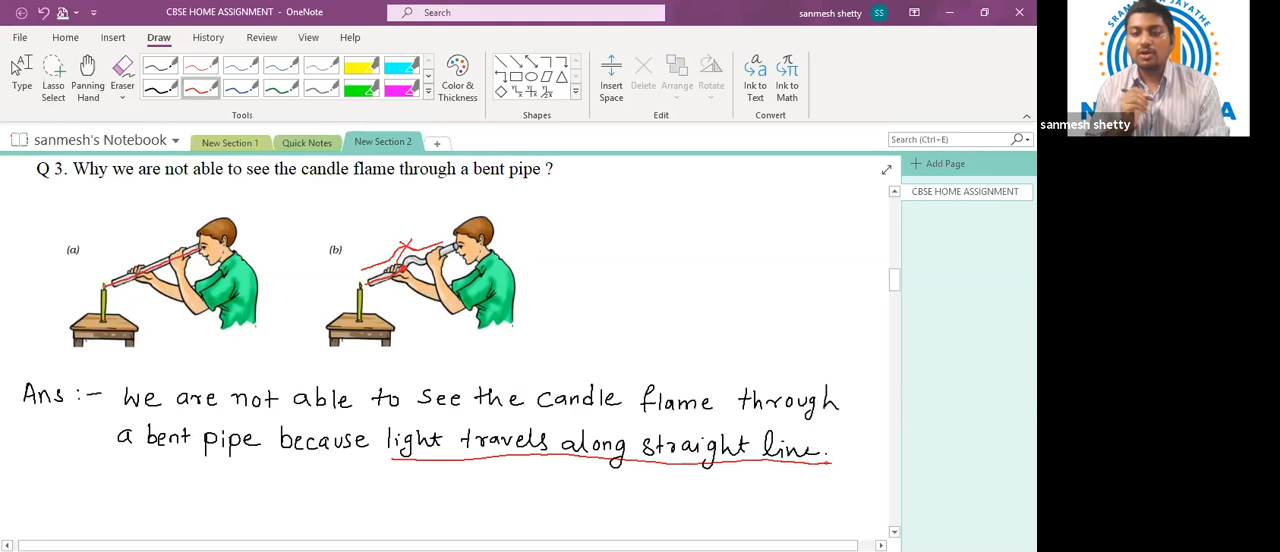 CBSE HOME ASSIGNMENT - OneNote
Search
sanmesh shetty
SS
File Home Insert Draw History Review View Help
Type
Lasso Select
Panning Hand
Eraser
Color & Thickness
Insert Space
Delete
Arrange
Rotate
Ink to Text
Ink to Math
Tools
Shapes
Edit
Convert
sanmesh's Notebook
New Section 1
Quick Notes
New Section 2
Search (Ctrl+E)
Add Page
CBSE HOME ASSIGNMENT
Q 3. Why we are not able to see the candle flame through a bent pipe ?
(a)
(b)
Ans :- We are not able to see the candle flame through
a bent pipe because light travels along straight line.
JAYATHE
sanmesh shetty